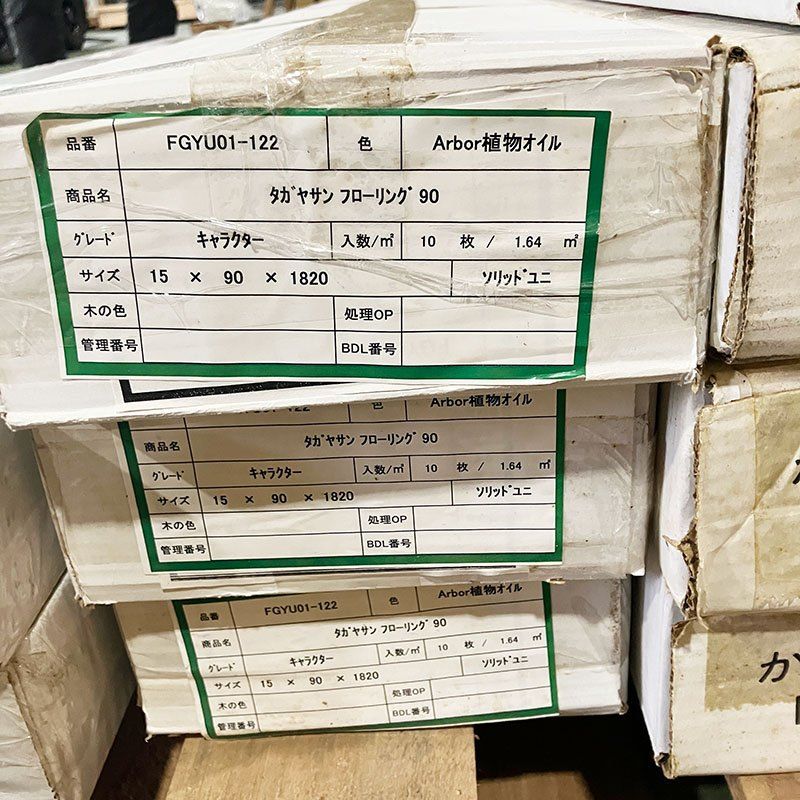 品番 FGYU01-122 色 Arbor植物オイル
商品名 ﾀｶﾞﾔｻﾝ ﾌﾛｰﾘﾝｸﾞ 90
ｸﾞﾚｰﾄﾞ ｷｬﾗｸﾀｰ 入数/㎡ 10 枚 / 1.64 ㎡
サイズ 15 × 90 × 1820 ｿﾘｯﾄﾞﾕﾆ
木の色 処理OP
管理番号 BDL番号
FGYU01-122 色 Arbor植物オイル
商品名 ﾀｶﾞﾔｻﾝ ﾌﾛｰﾘﾝｸﾞ 90
ｸﾞﾚｰﾄﾞ ｷｬﾗｸﾀｰ 入数/㎡ 10 枚 / 1.64 ㎡
サイズ 15 × 90 × 1820 ｿﾘｯﾄﾞﾕﾆ
木の色 処理OP
管理番号 BDL番号
品番 FGYU01-122 色 Arbor植物オイル
商品名 ﾀｶﾞﾔｻﾝ ﾌﾛｰﾘﾝｸﾞ 90
ｸﾞﾚｰﾄﾞ ｷｬﾗｸﾀｰ 入数/㎡ 10 枚 / 1.64 ㎡
サイズ 15 × 90 × 1820 ｿﾘｯﾄﾞﾕﾆ
木の色 処理OP
管理番号 BDL番号